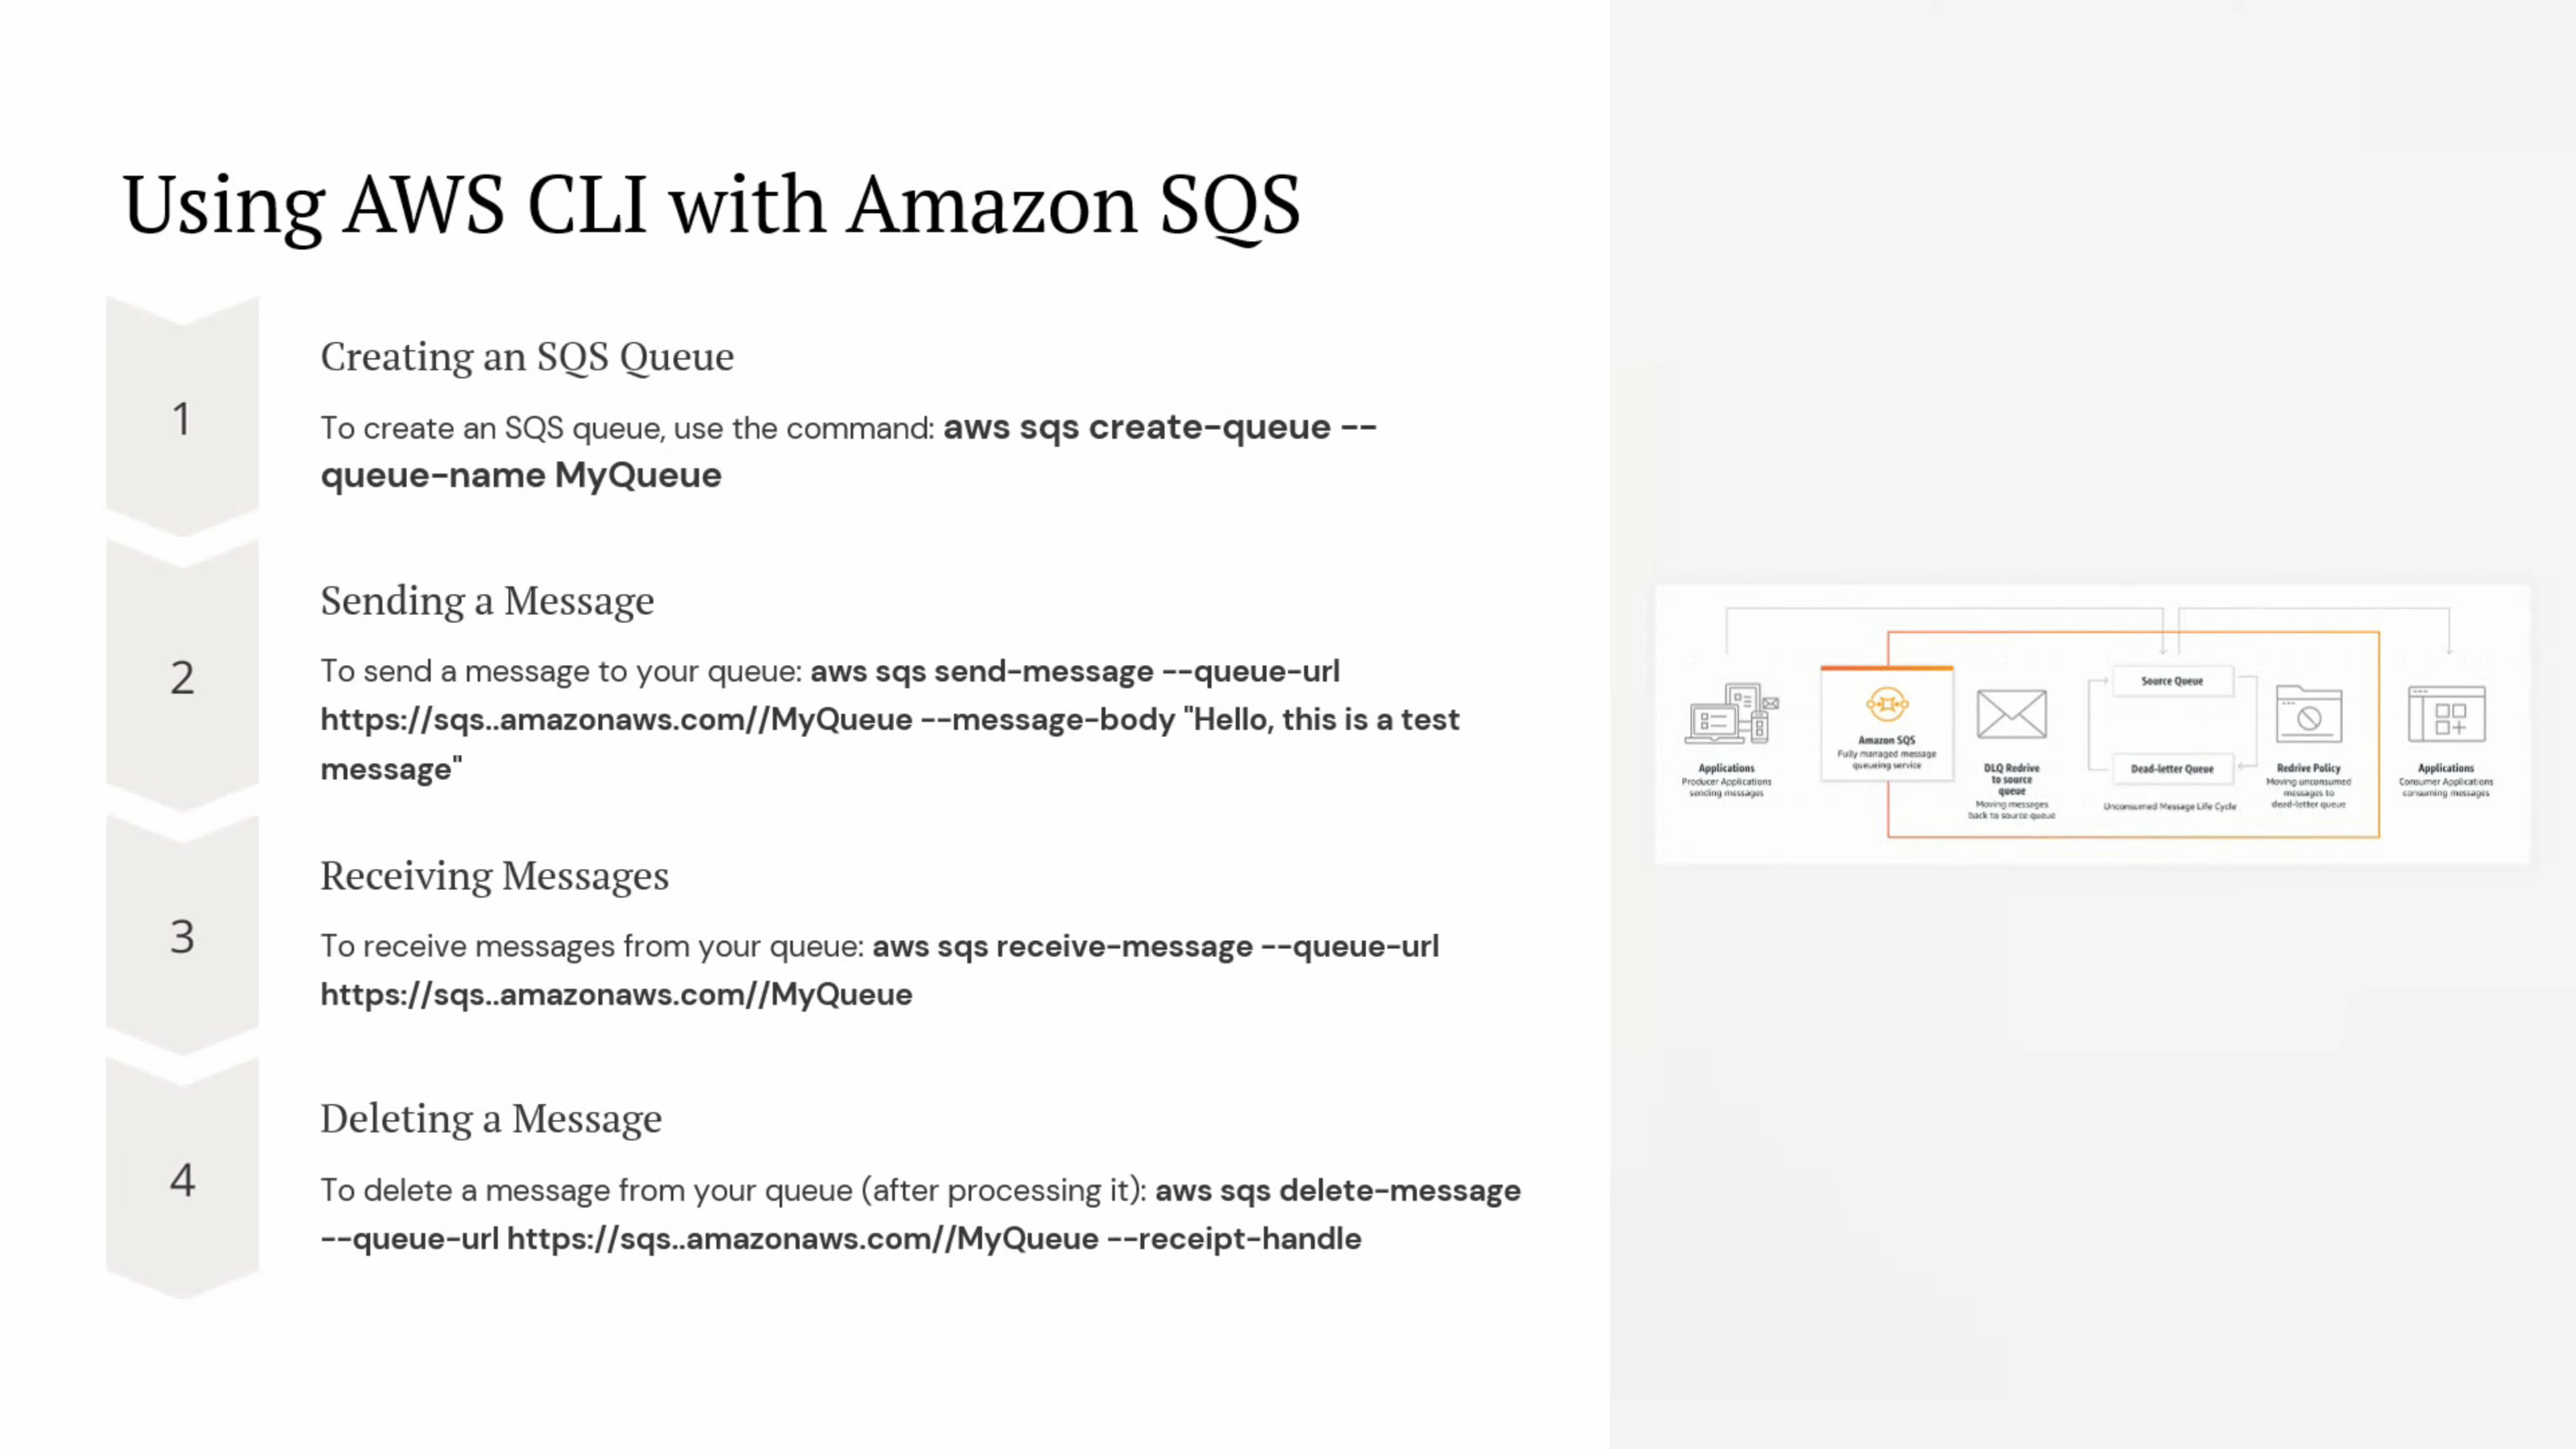 Using AWS CLI with Amazon SQS
1
Creating an SQS Queue
To create an SQS queue, use the command: aws sqs create-queue --
queue-name MyQueue
2
Sending a Message
To send a message to your queue: aws sqs send-message --queue-url
https://sqs..amazonaws.com//MyQueue --message-body "Hello, this is a test
message"
3
Receiving Messages
To receive messages from your queue: aws sqs receive-message --queue-url
https://sqs..amazonaws.com//MyQueue
4
Deleting a Message
To delete a message from your queue (after processing it): aws sqs delete-message
--queue-url https://sqs..amazonaws.com//MyQueue --receipt-handle
Applications
Producer Applications
sending messages
Amazon SQS
Fully managed message
queueing service
DLQ Redrive
to source
queue
Moving messages
back to source queue
Source Queue
Dead-letter Queue
Unconsumed Message Life Cycle
Redrive Policy
Moving unconsumed
messages to
dead-letter queue
Applications
Consumer Applications
consuming messages